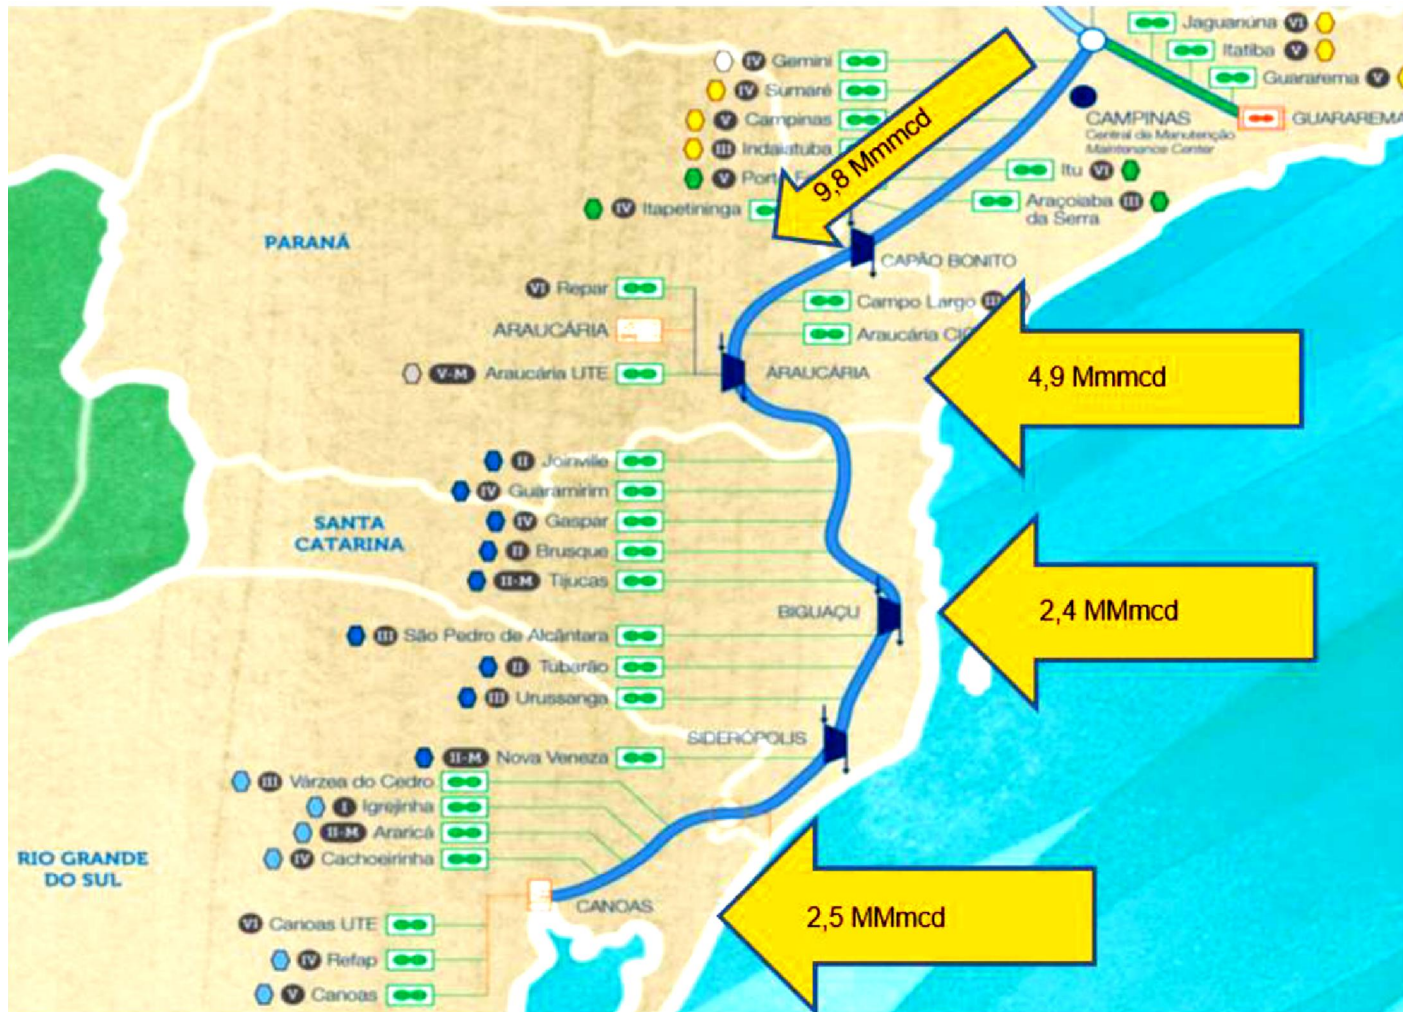 Jaguariúna VI
Itatiba V
Guararema V
GUARAREMA
IV Gemini
IV Sumaré
V Campinas
III Indaiatuba
V Porto
IV Itapetininga
9,8 Mmmcd
CAMPINAS
Central de Manutenção
Maintenance Center
Itu VI
Araçoiaba III
da Serra
CAPÃO BONITO
PARANÁ
VI Repar
ARAUCÁRIA
V-M Araucária UTE
Campo Largo III
Araucária CIC
ARAUCÁRIA
4,9 Mmmcd
II Joinville
IV Guaramirim
IV Gaspar
II Brusque
II-M Tijucas
SANTA
CATARINA
BIGUAÇU
2,4 MMmcd
III São Pedro de Alcântara
II Tubarão
III Urussanga
SIDERÓPOLIS
II-M Nova Veneza
III Várzea do Cedro
I Igrejinha
II-M Araricá
IV Cachoeirinha
RIO GRANDE
DO SUL
CANOAS
2,5 MMmcd
VI Canoas UTE
IV Refap
V Canoas